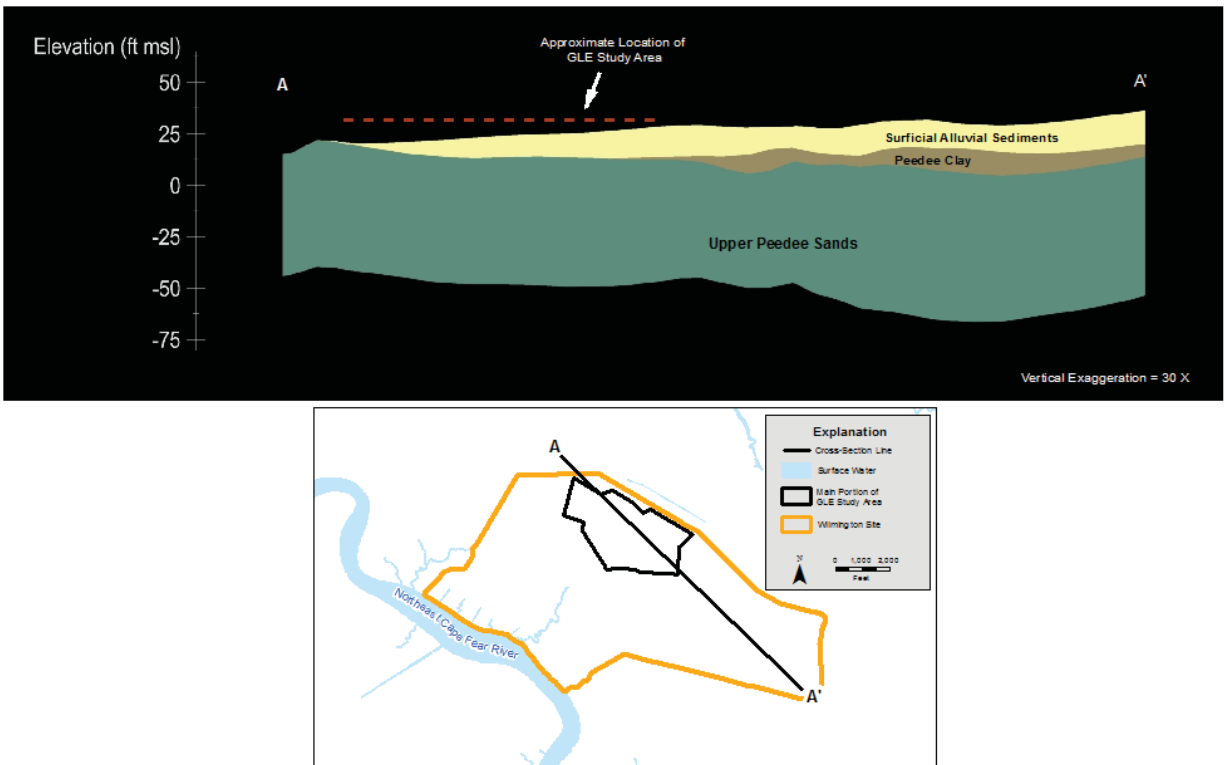 Elevation (ft msl)
50
25
0
-25
-50
-75
A
Approximate Location of
GLE Study Area
A'
Surficial Alluvial Sediments
Peedee Clay
Upper Peedee Sands
Vertical Exaggeration = 30 X
A
A'
Northeast Cape Fear River
Explanation
Cross-Section Line
Surface Water
Main Portion of
GLE Study Area
Wilmington Site
N
0 1,000 2,000
Feet